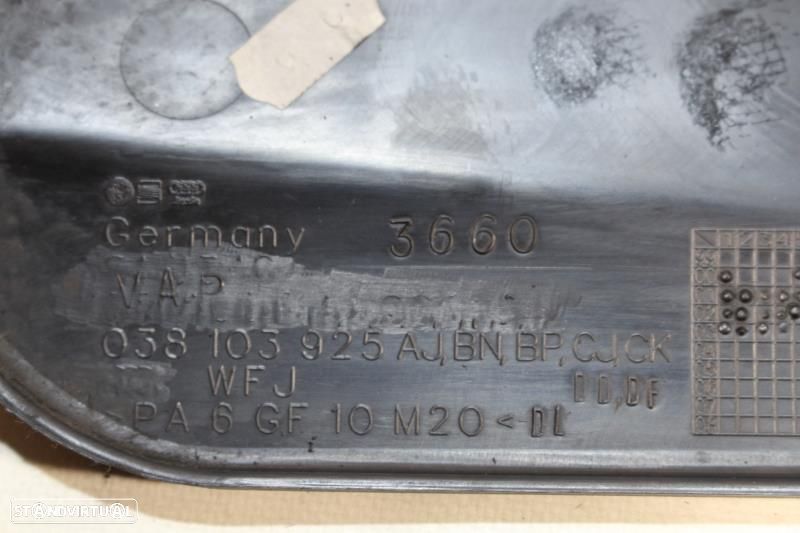 Germany 3660
VAP
038 103 925 AJ,BN,BP,CJ,CK
WFJ DD,DF
-PA 6 GF 10 M20< DL
STANDVIRTUAL